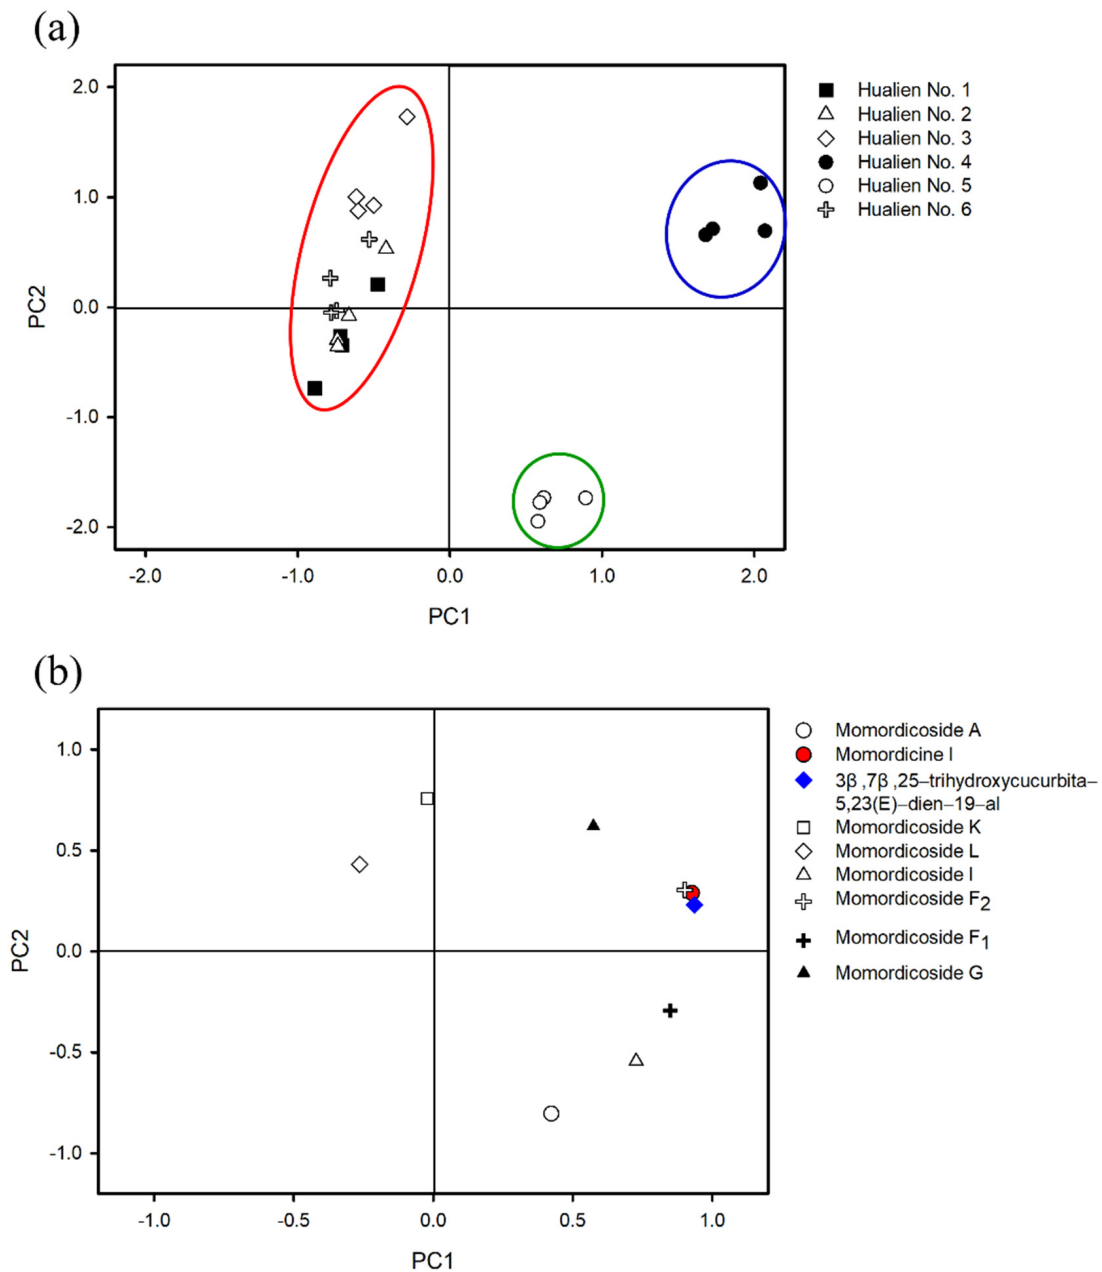 (a)
2.0
1.0
0.0
-1.0
-2.0
PC2
-2.0
-1.0
0.0
1.0
2.0
PC1
Hualien No. 1
Hualien No. 2
Hualien No. 3
Hualien No. 4
Hualien No. 5
Hualien No. 6
(b)
1.0
0.5
0.0
-0.5
-1.0
PC2
-1.0
-0.5
0.0
0.5
1.0
PC1
Momordicoside A
Momordicine I
3β ,7β ,25–trihydroxycucurbita–
5,23(E)–dien–19–al
Momordicoside K
Momordicoside L
Momordicoside I
Momordicoside F2
Momordicoside F1
Momordicoside G